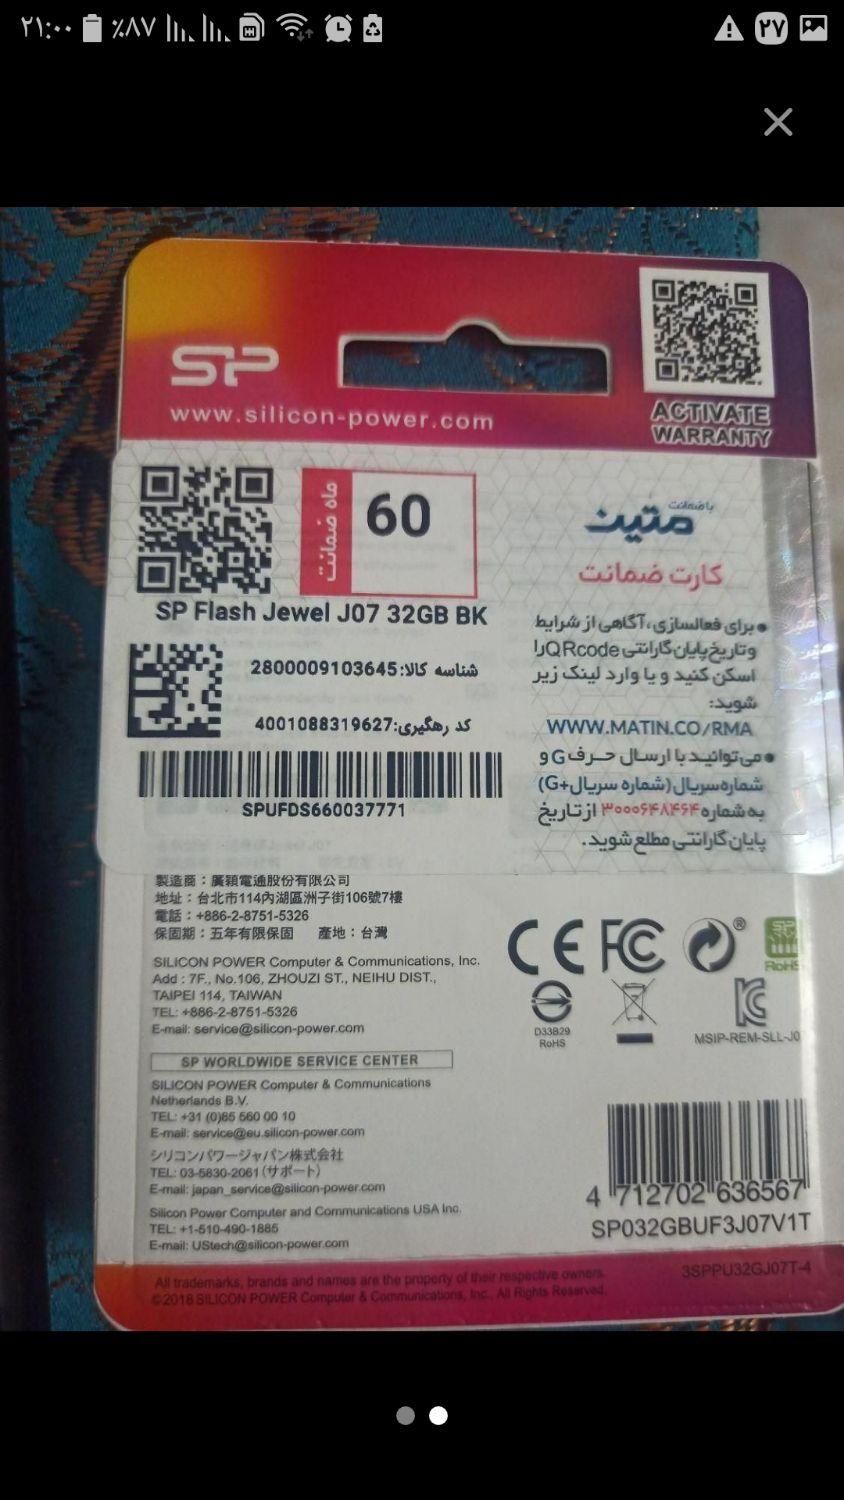 ۲۱:۰۰
٪۸۷
۲۷
SP
www.silicon-power.com
ACTIVATE
WARRANTY
60
ماه ضمانت
با ضمانت
متین
کارت ضمانت
SP Flash Jewel J07 32GB BK
شناسه کالا:2800009103645
کد رهگیری:4001088319627
SPUFDS660037771
• برای فعالسازی، آگاهی از شرایط
و تاریخ پایان گارانتی QRcode را
اسکن کنید و یا وارد لینک زیر
شوید:
WWW.MATIN.CO/RMA
• می‌توانید با ارسال حرف G و
شماره سریال (شماره سریال+G)
به شماره ۳۰۰۰۶۴۸۴۶۴ از تاریخ
پایان گارانتی مطلع شوید.
製造商：廣穎電通股份有限公司
地址：台北市114內湖區洲子街106號7樓
電話：+886-2-8751-5326
保固期：五年有限保固 產地：台灣
SILICON POWER Computer & Communications, Inc.
Add : 7F., No.106, ZHOUZI ST., NEIHU DIST.,
TAIPEI 114, TAIWAN
TEL: +886-2-8751-5326
E-mail: service@silicon-power.com
SP WORLDWIDE SERVICE CENTER
SILICON POWER Computer & Communications
Netherlands B.V.
TEL: +31 (0)85 560 00 10
E-mail: service@eu.silicon-power.com
シリコンパワージャパン株式会社
TEL: 03-5830-2061（サポート）
E-mail: japan_service@silicon-power.com
Silicon Power Computer and Communications USA Inc.
TEL: +1-510-490-1885
E-mail: UStech@silicon-power.com
CE FC
SP
RoHS
D33B29
RoHS
MSIP-REM-SLL-J0
4 712702 636567
SP032GBUF3J07V1T
3SPPU32GJ07T-4
All trademarks, brands and names are the property of their respective owners.
©2018 SILICON POWER Computer & Communications, Inc., All Rights Reserved.